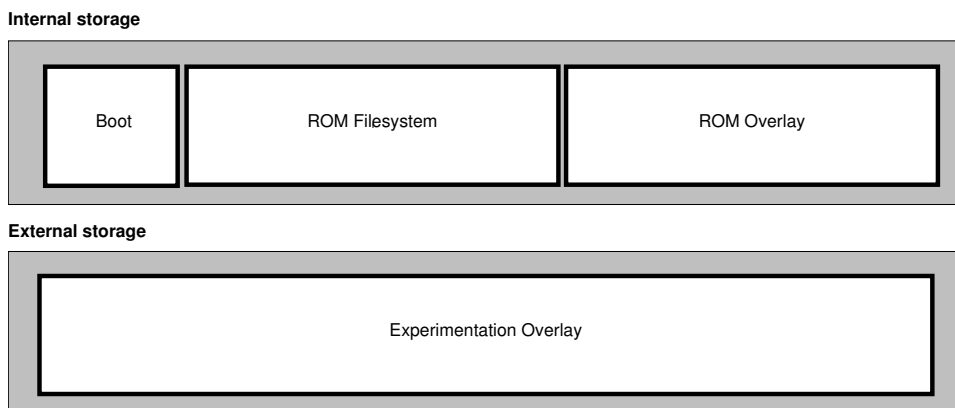 Internal storage
Boot
ROM Filesystem
ROM Overlay
External storage
Experimentation Overlay